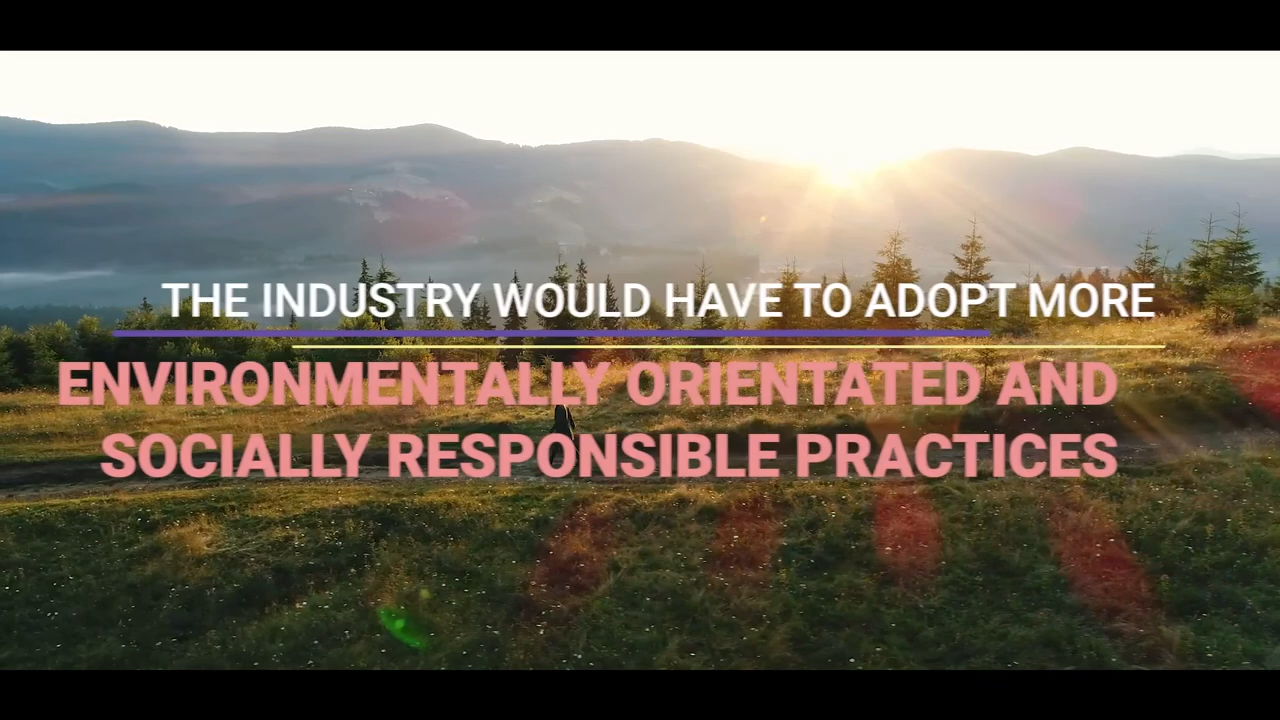 THE INDUSTRY WOULD HAVE TO ADOPT MORE
ENVIRONMENTALLY ORIENTATED AND
SOCIALLY RESPONSIBLE PRACTICES